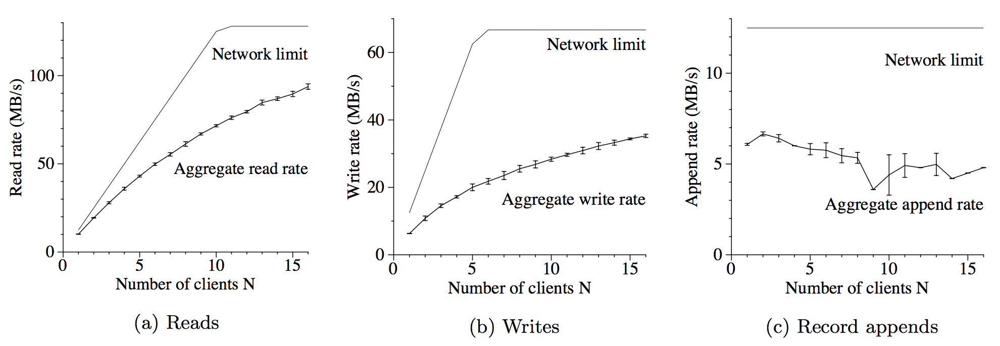 100
50
0
0
5
10
15
Read rate (MB/s)
Network limit
Aggregate read rate
Number of clients N
(a) Reads
60
40
20
0
0
5
10
15
Write rate (MB/s)
Network limit
Aggregate write rate
Number of clients N
(b) Writes
10
5
0
0
5
10
15
Append rate (MB/s)
Network limit
Aggregate append rate
Number of clients N
(c) Record appends